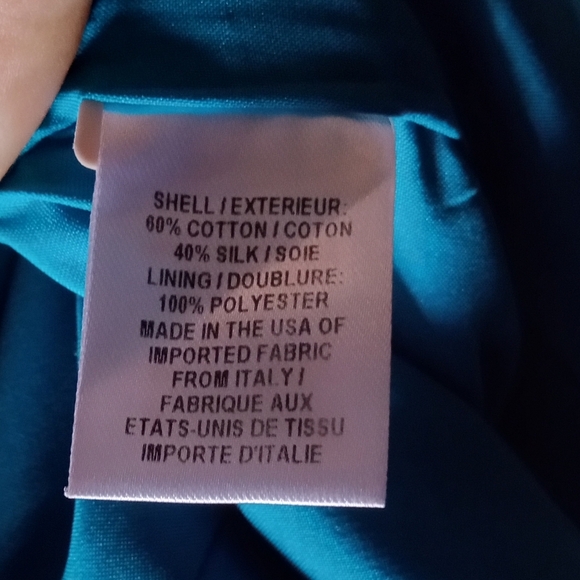 SHELL / EXTERIEUR:
60% COTTON / COTON
40% SILK / SOIE
LINING / DOUBLURE:
100% POLYESTER
MADE IN THE USA OF
IMPORTED FABRIC
FROM ITALY /
FABRIQUE AUX
ETATS-UNIS DE TISSU
IMPORTE D'ITALIE